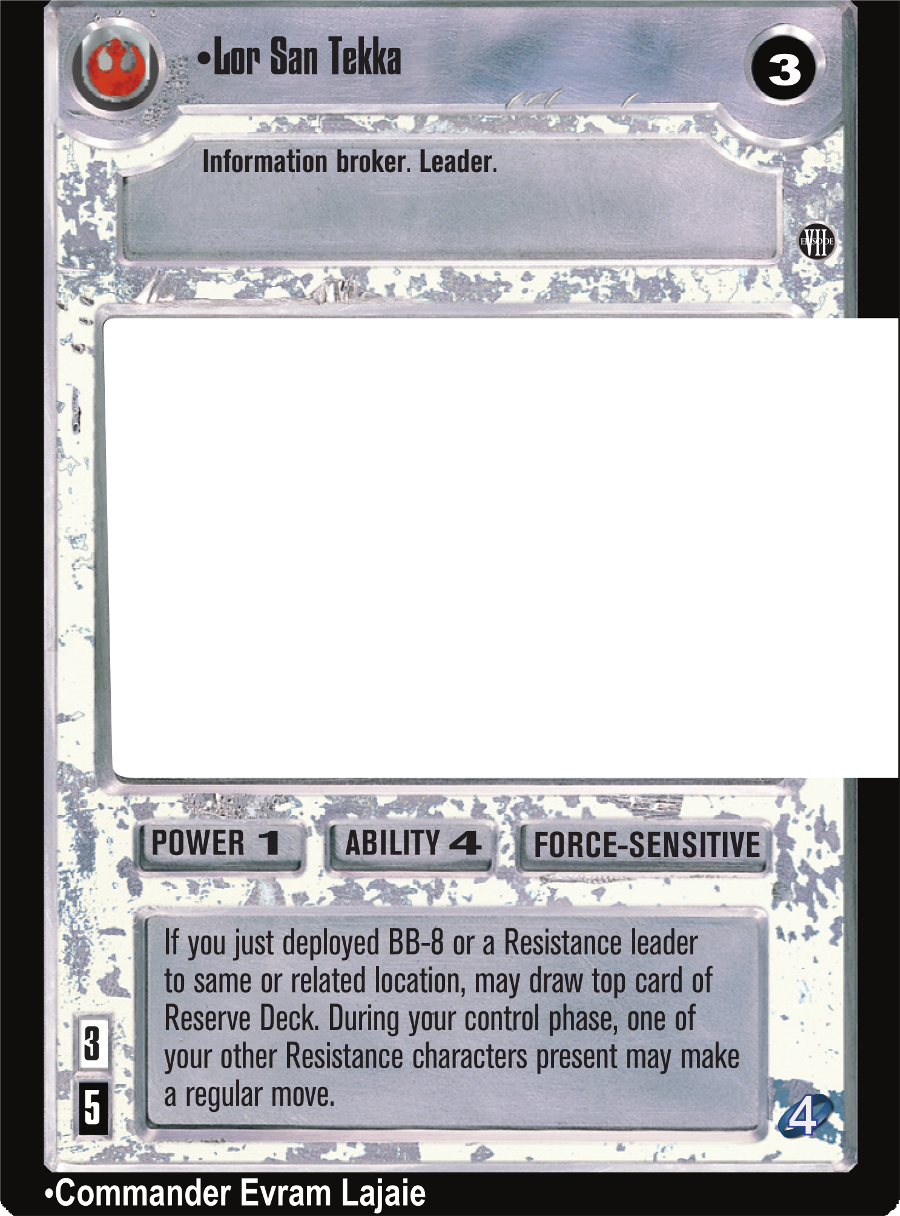 •Lor San Tekka
3
Information broker. Leader.
EPISODE VII
POWER 1
ABILITY 4
FORCE-SENSITIVE
If you just deployed BB-8 or a Resistance leader
to same or related location, may draw top card of
Reserve Deck. During your control phase, one of
your other Resistance characters present may make
a regular move.
3
5
4
•Commander Evram Lajaie